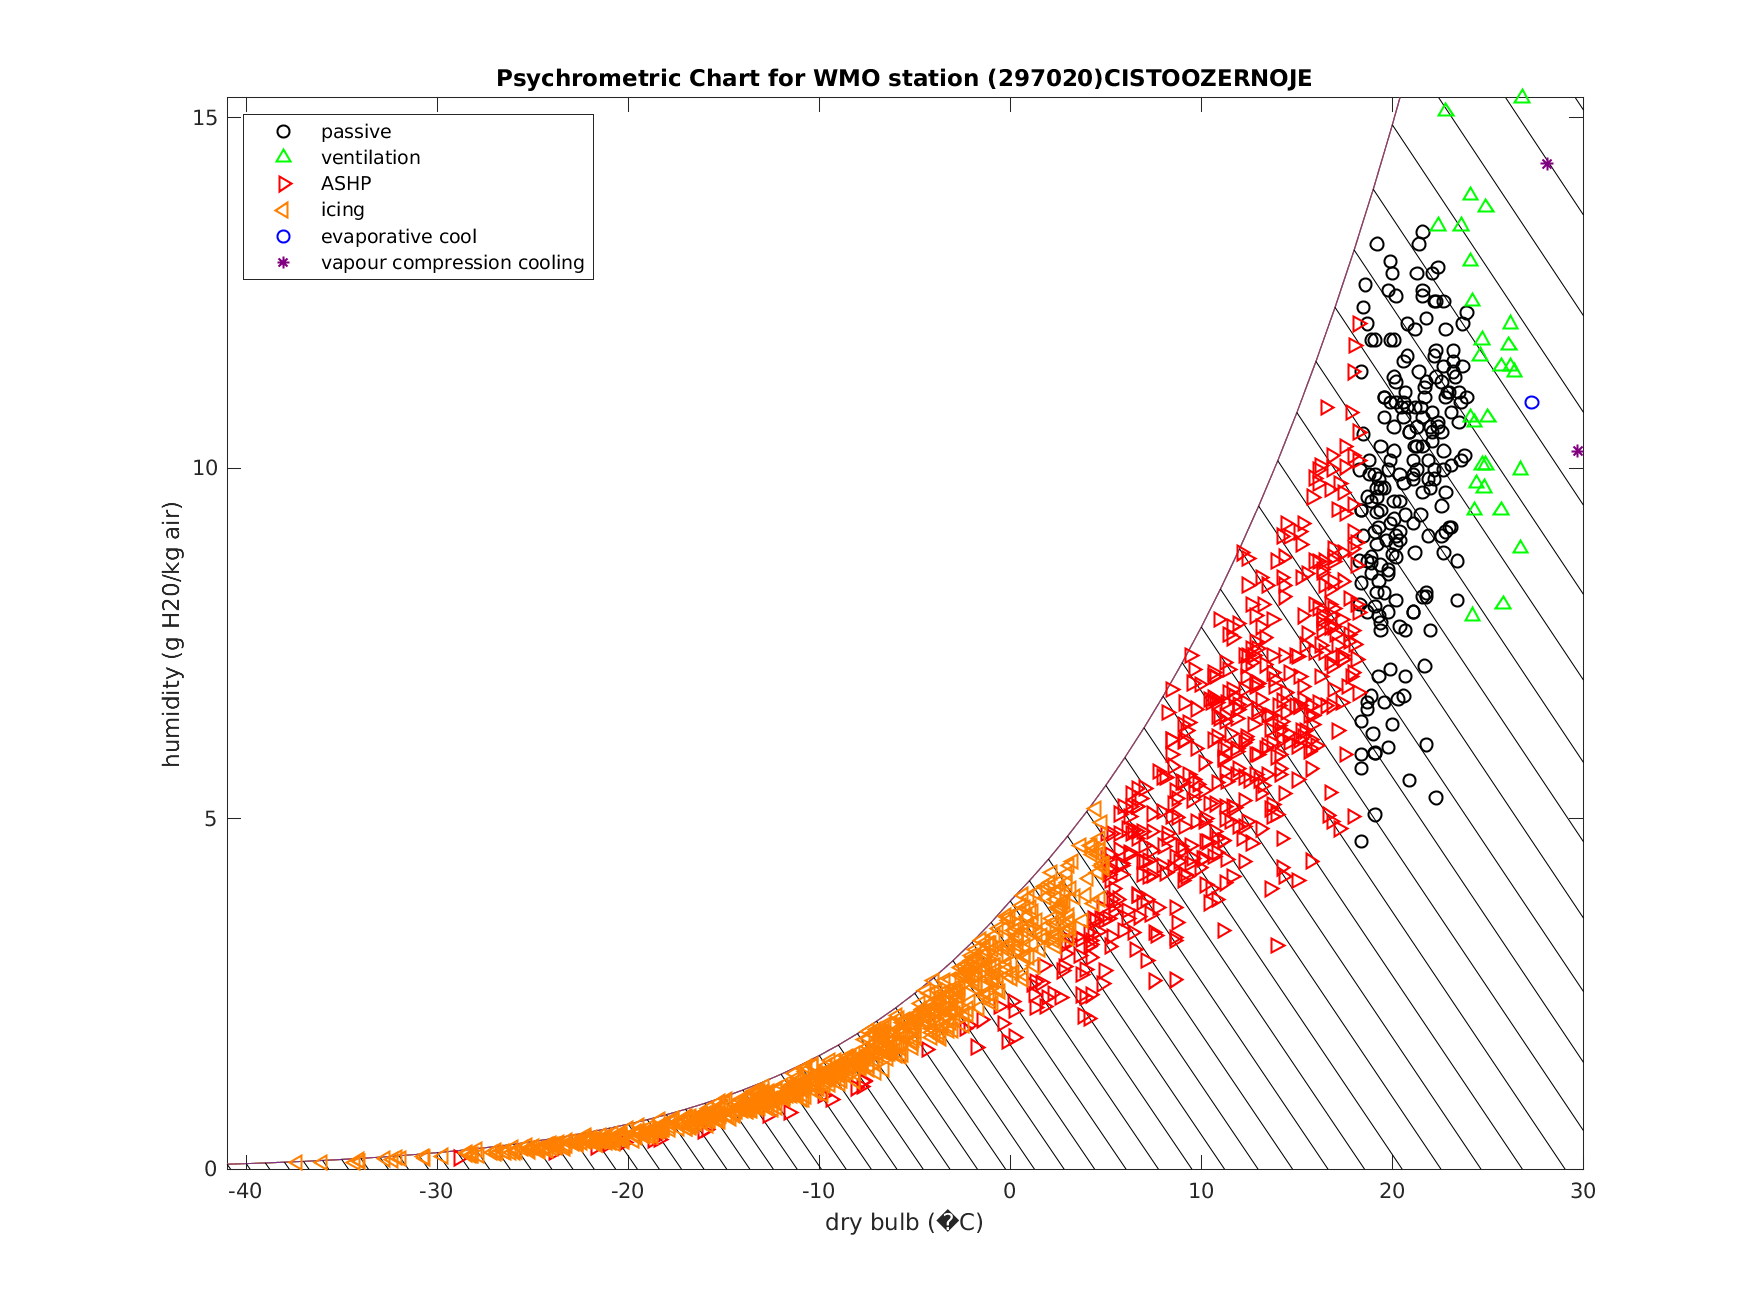 Psychrometric Chart for WMO station (297020)CISTOOZERNOJE
passive
ventilation
ASHP
icing
evaporative cool
vapour compression cooling
15
10
5
0
humidity (g H20/kg air)
-40 -30 -20 -10 0 10 20 30
dry bulb (�C)